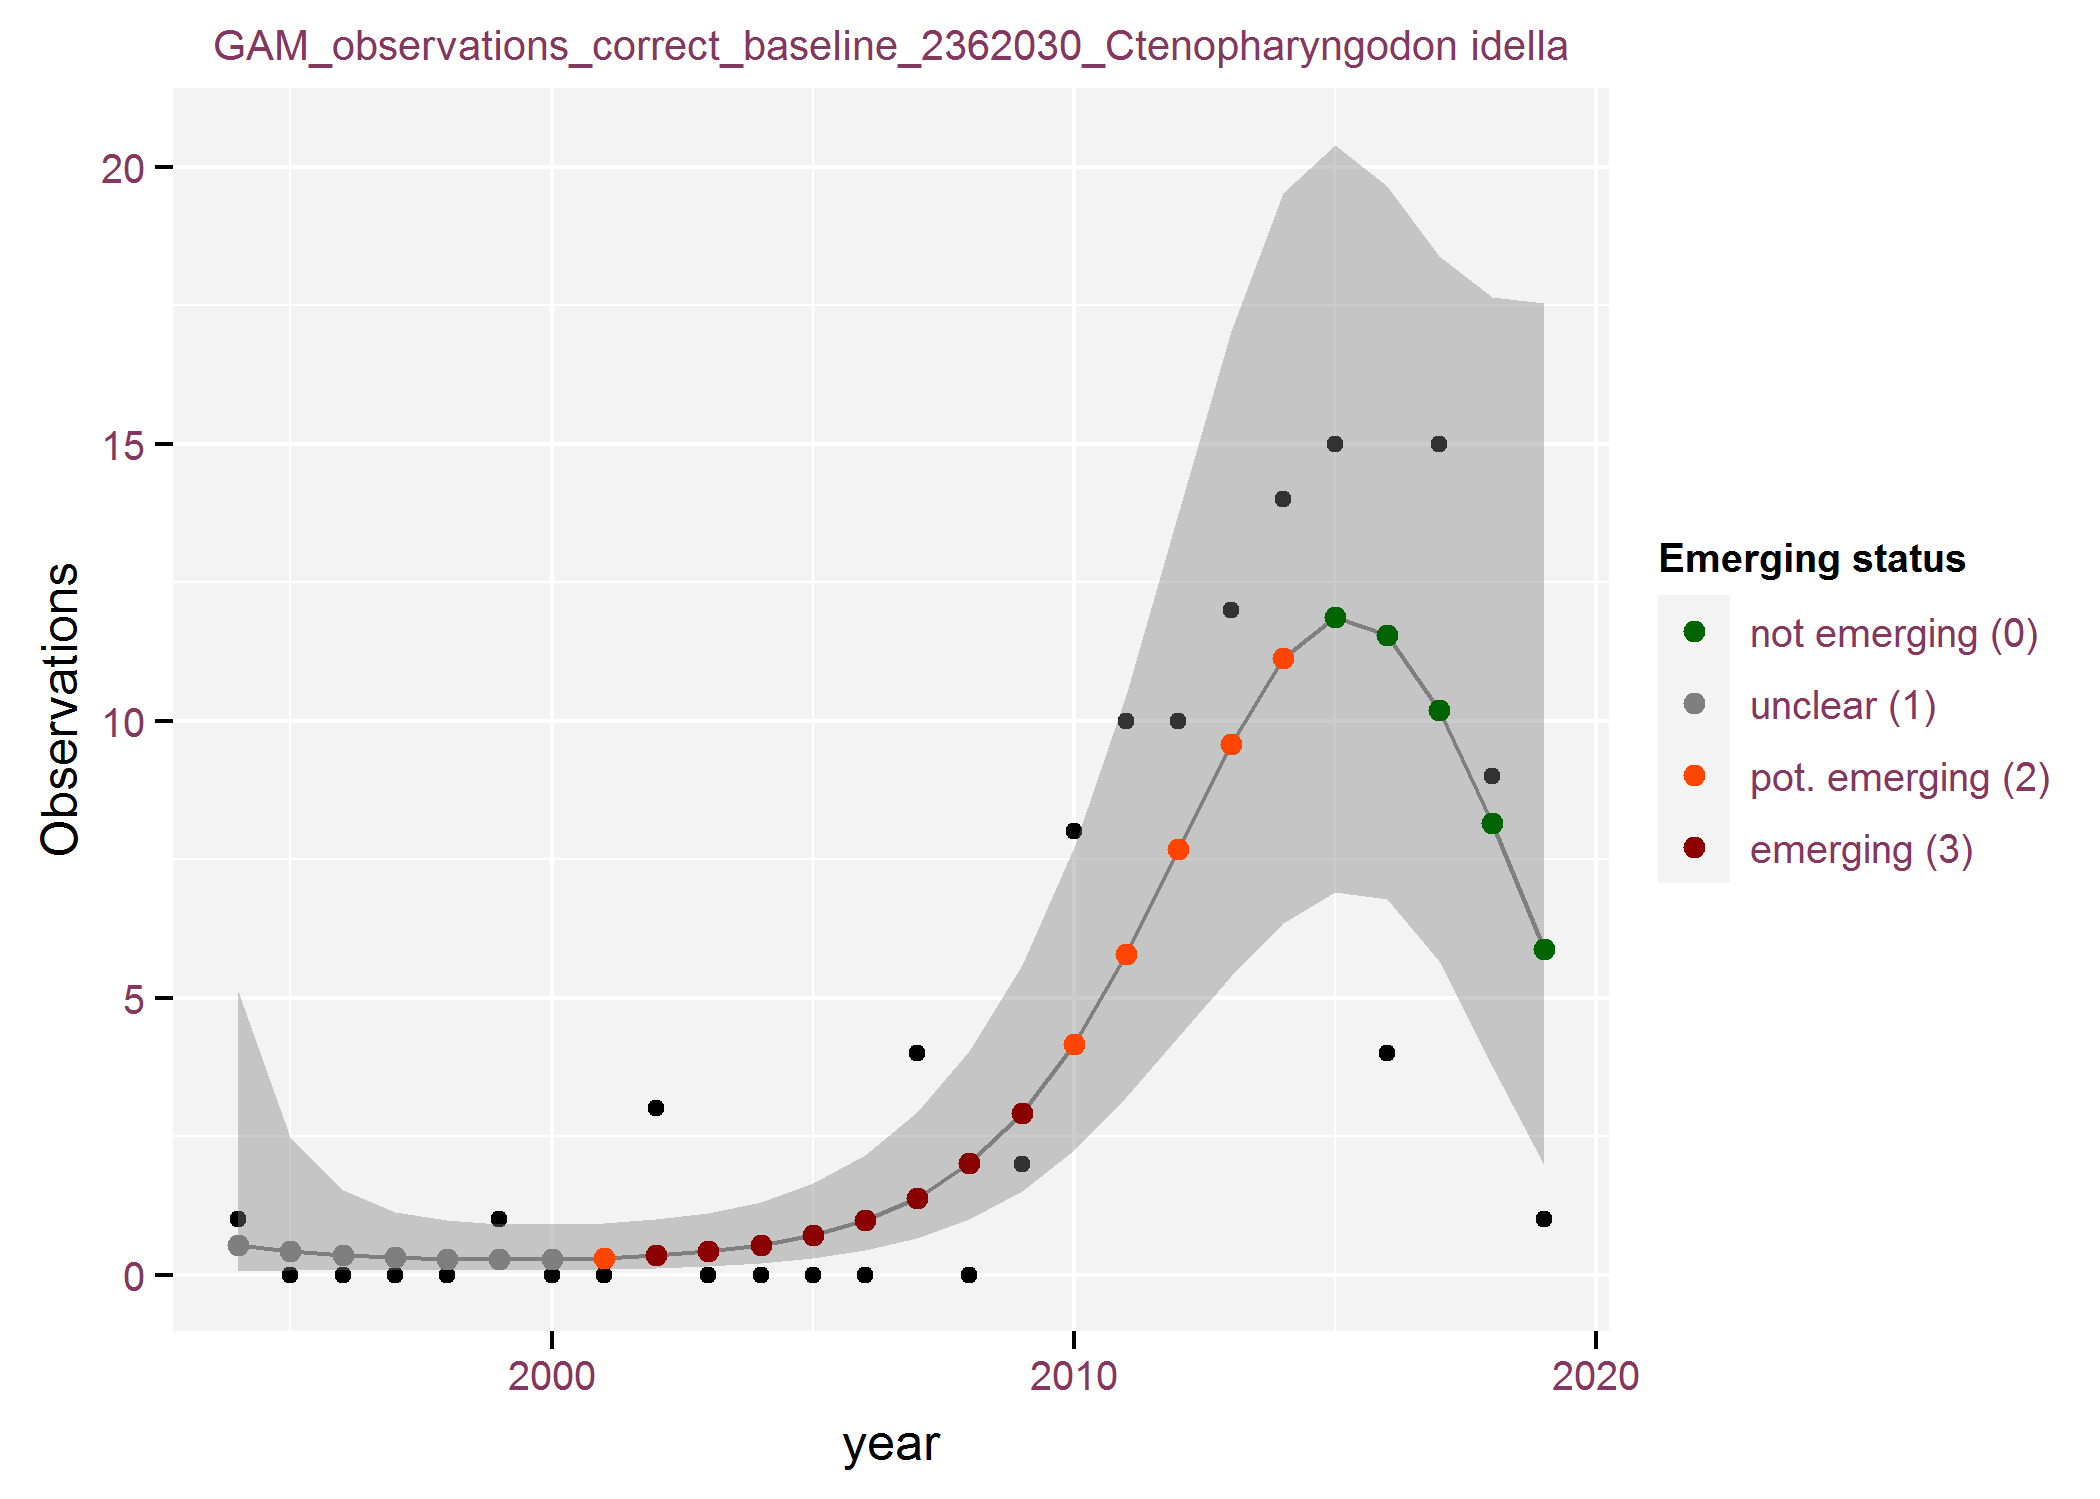 GAM_observations_correct_baseline_2362030_Ctenopharyngodon idella
20
15
10
5
0
Observations
2000
2010
2020
year
Emerging status
not emerging (0)
unclear (1)
pot. emerging (2)
emerging (3)